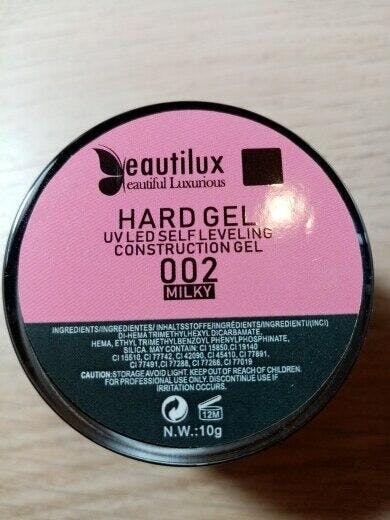 Beautilux
Beautiful Luxurious
HARD GEL
UV LED SELF LEVELING
CONSTRUCTION GEL
002
MILKY
INGREDIENTS/INGREDIENTES/ INHALTSSTOFFE/INGRÉDIENTS/INGREDIENTI/(INCI)
DI-HEMA TRIMETHYLHEXYL DICARBAMATE,
HEMA, ETHYL TRIMETHYLBENZOYL PHENYLPHOSPHINATE,
SILICA. MAY CONTAIN: CI 15850, CI 19140
CI 15510, CI 77742, CI 42090, CI 45410, CI 77891,
CI 77491,CI 77288, CI 77266, CI 77019
CAUTION:STORAGE AVOID LIGHT. KEEP OUT OF REACH OF CHILDREN.
FOR PROFESSIONAL USE ONLY. DISCONTINUE USE IF
IRRITATION OCCURS.
12M
N.W.:10g